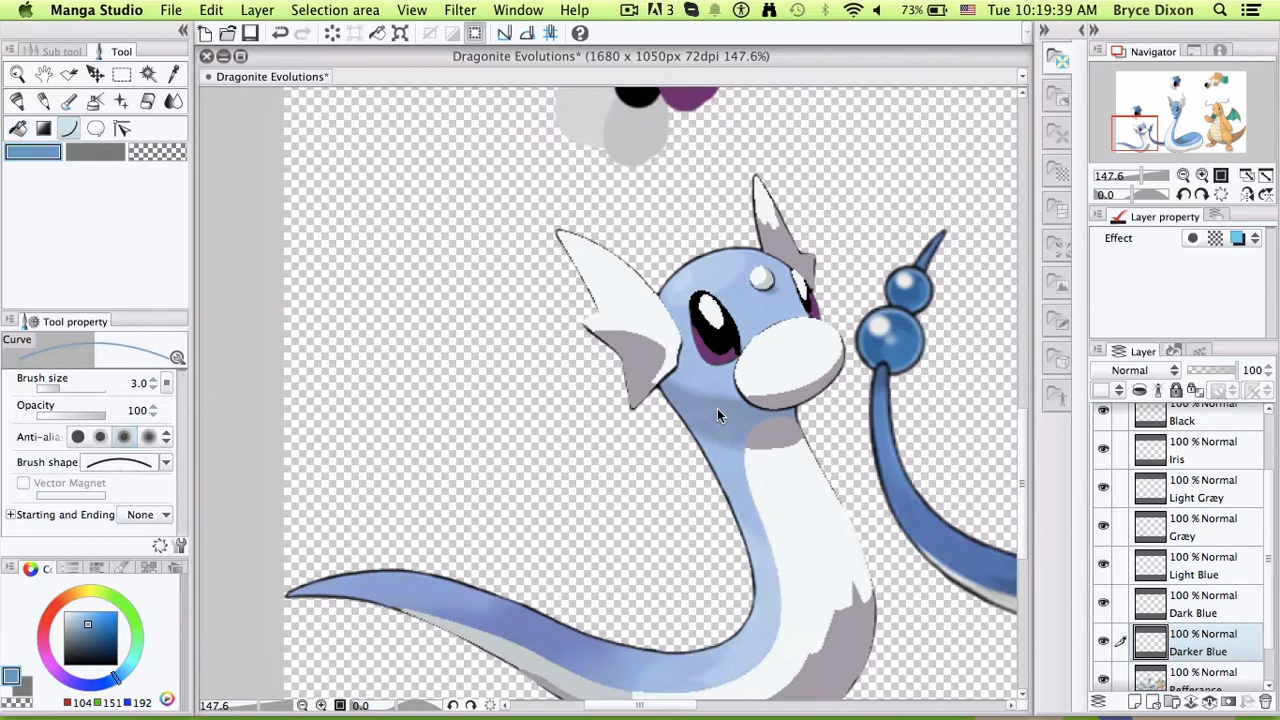 Manga Studio File Edit Layer Selection area View Filter Window Help A 3 73% Tue 10:19:39 AM Bryce Dixon
Sub tool Tool
Dragonite Evolutions* (1680 x 1050px 72dpi 147.6%)
Dragonite Evolutions*
Navigator
147.6
0.0
Layer property
Effect
Tool property
Curve
Brush size 3.0
Opacity 100
Anti-alia
Brush shape
Vector Magnet
Starting and Ending None
Layer
Normal 100
Black
100 % Normal
Iris
100 % Normal
Light Græy
100 % Normal
Græy
100 % Normal
Light Blue
100 % Normal
Dark Blue
100 % Normal
Darker Blue
100 % Normal
Refferance
104 151 192
147.6 0.0